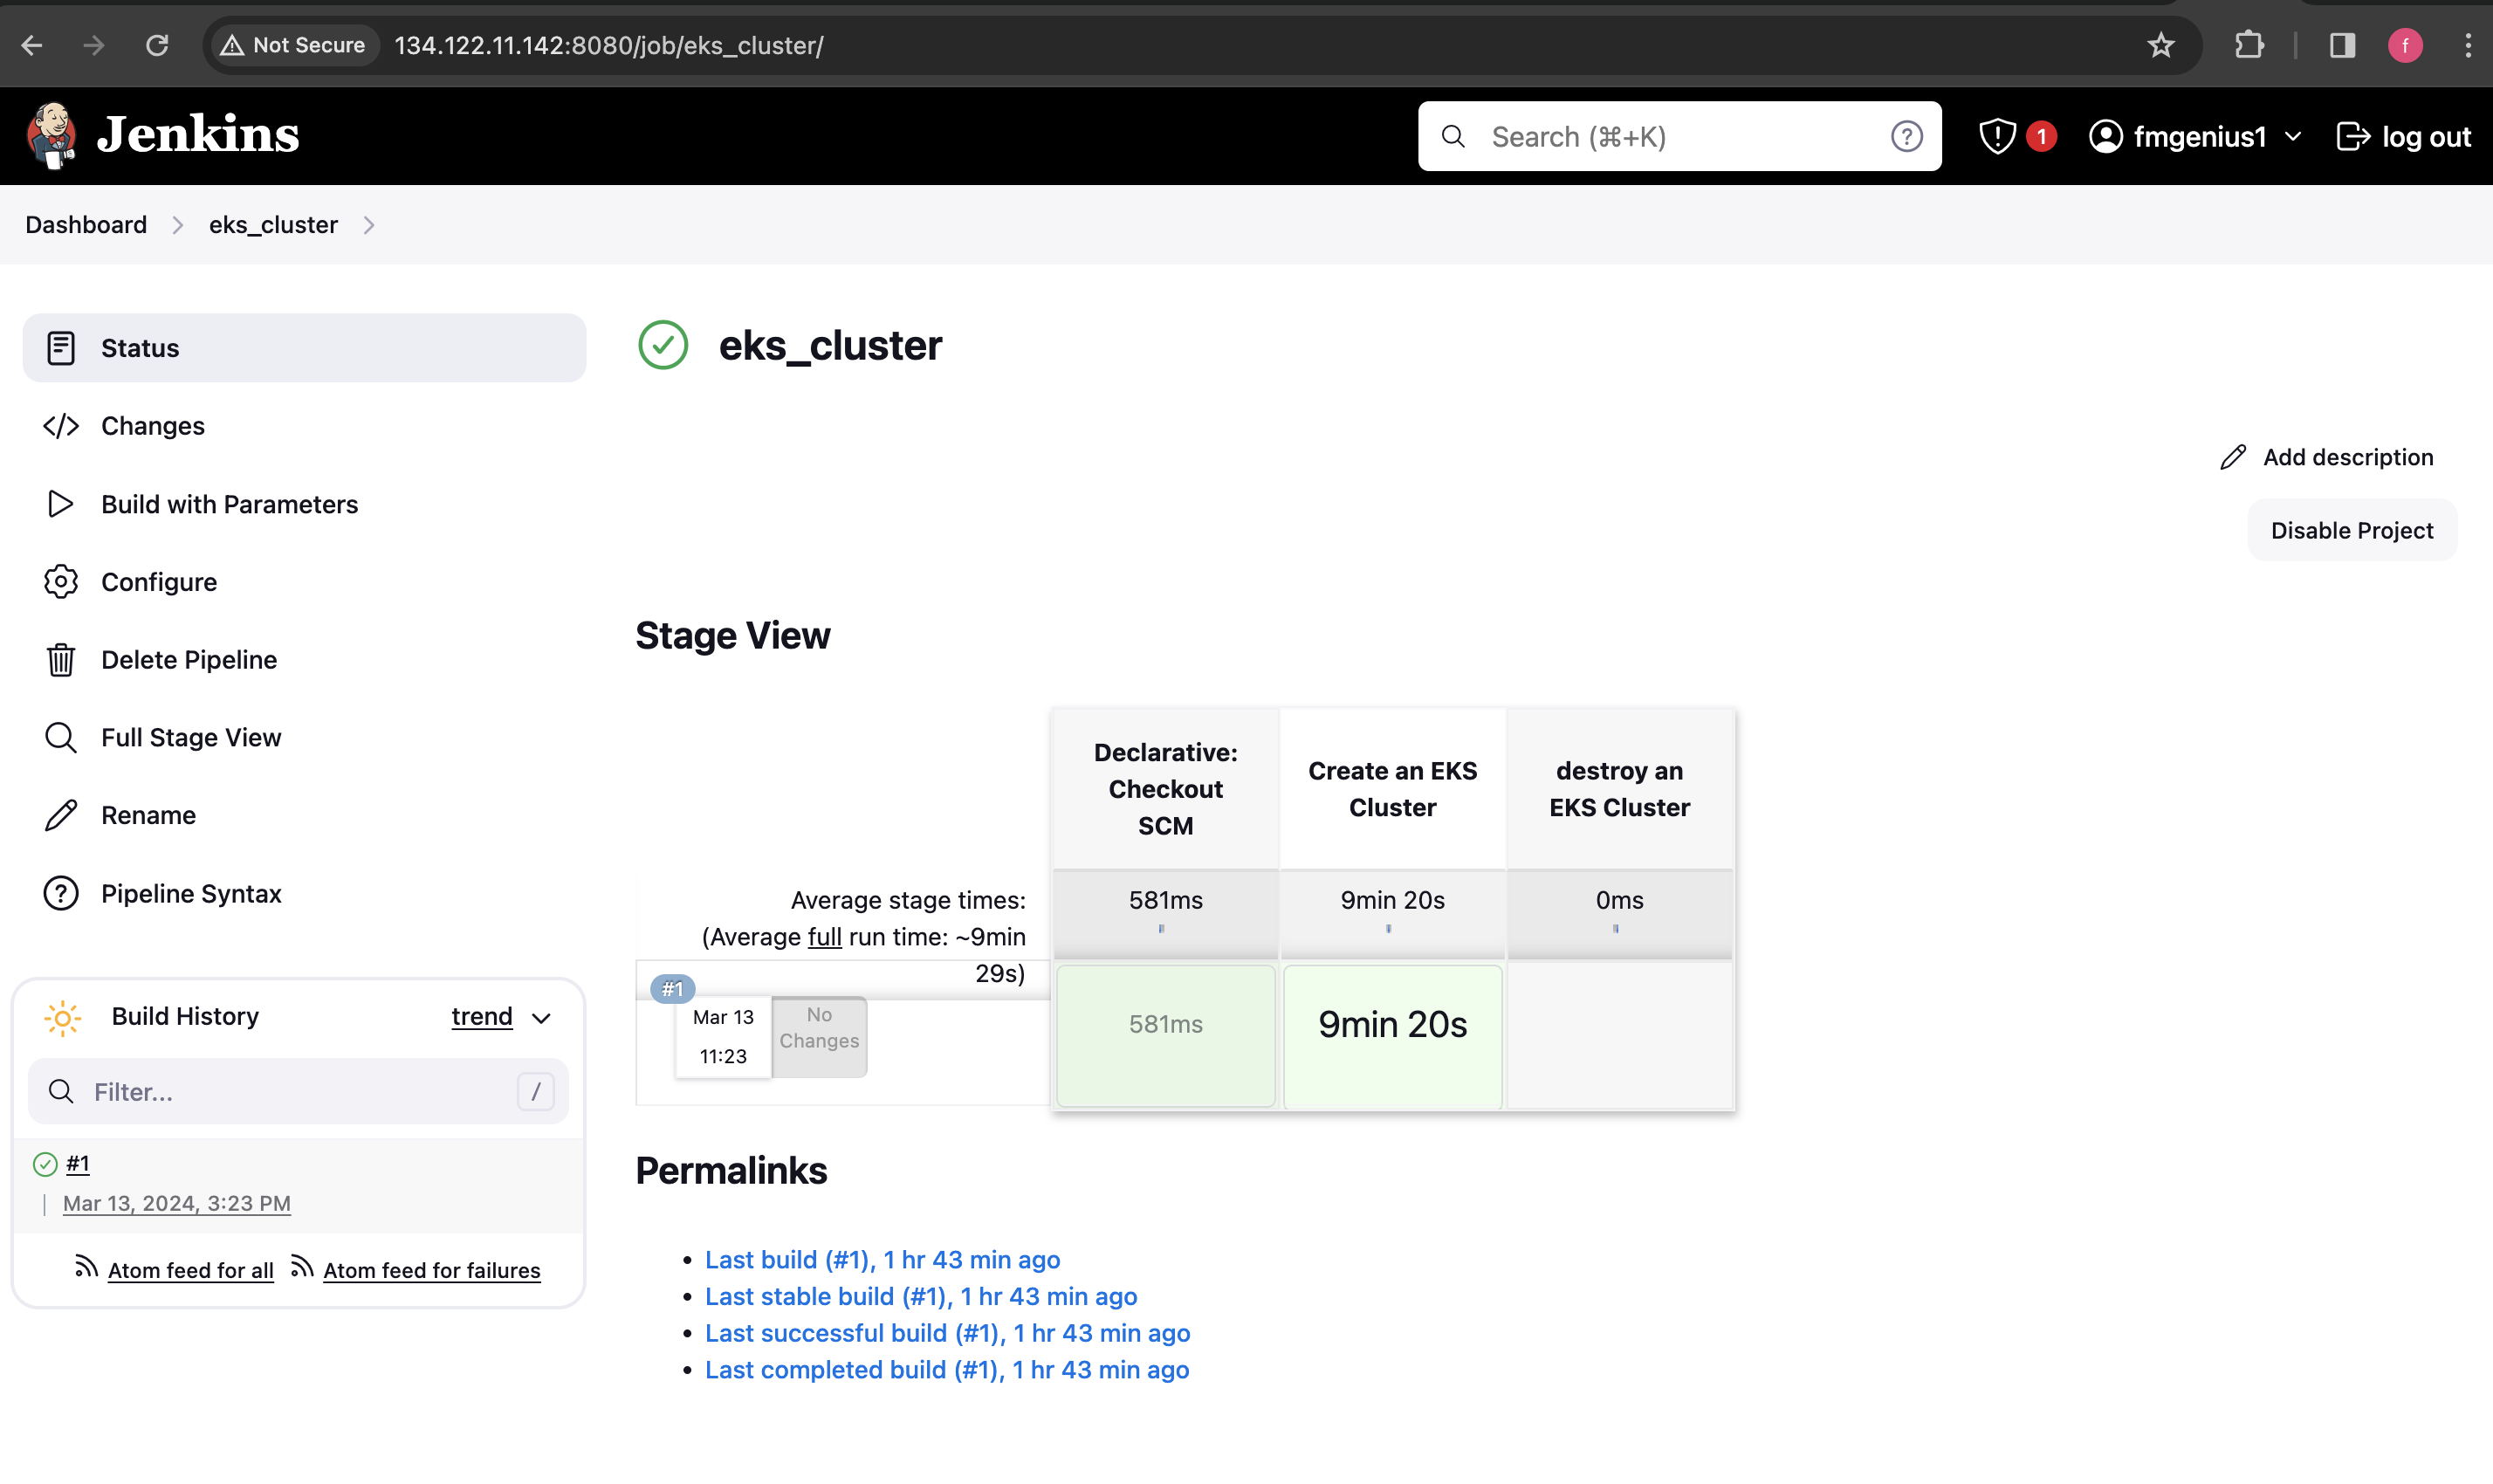 Not Secure 134.122.11.142:8080/job/eks_cluster/
f
Jenkins
Search (⌘+K)
?
1
fmgenius1
log out
Dashboard
eks_cluster
Status
Changes
Build with Parameters
Configure
Delete Pipeline
Full Stage View
Rename
Pipeline Syntax
Build History
trend
Filter...
/
#1
Mar 13, 2024, 3:23 PM
Atom feed for all
Atom feed for failures
eks_cluster
Add description
Disable Project
Stage View
Declarative:
Checkout
SCM
Create an EKS
Cluster
destroy an
EKS Cluster
Average stage times:
(Average full run time: ~9min
29s)
581ms
9min 20s
0ms
#1
Mar 13
11:23
No
Changes
581ms
9min 20s
Permalinks
Last build (#1), 1 hr 43 min ago
Last stable build (#1), 1 hr 43 min ago
Last successful build (#1), 1 hr 43 min ago
Last completed build (#1), 1 hr 43 min ago